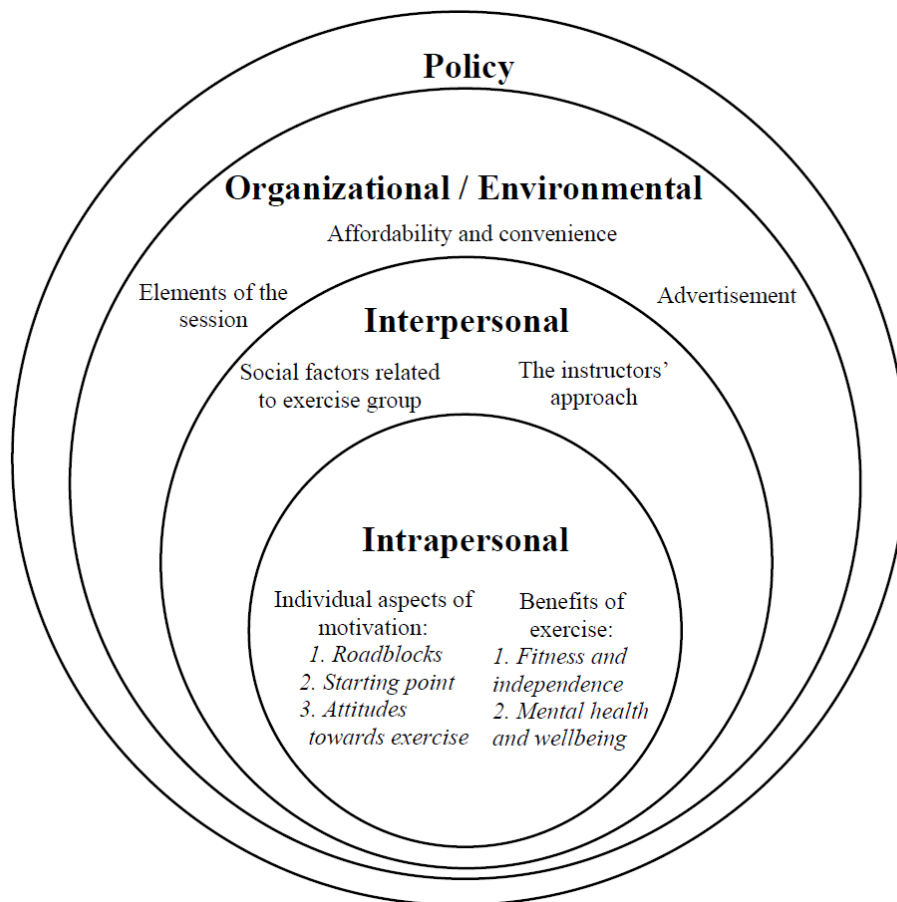 Policy
Organizational / Environmental
Affordability and convenience
Elements of the
session
Advertisement
Interpersonal
Social factors related
to exercise group
The instructors’
approach
Intrapersonal
Individual aspects of
motivation:
1. Roadblocks
2. Starting point
3. Attitudes
towards exercise
Benefits of
exercise:
1. Fitness and
independence
2. Mental health
and wellbeing